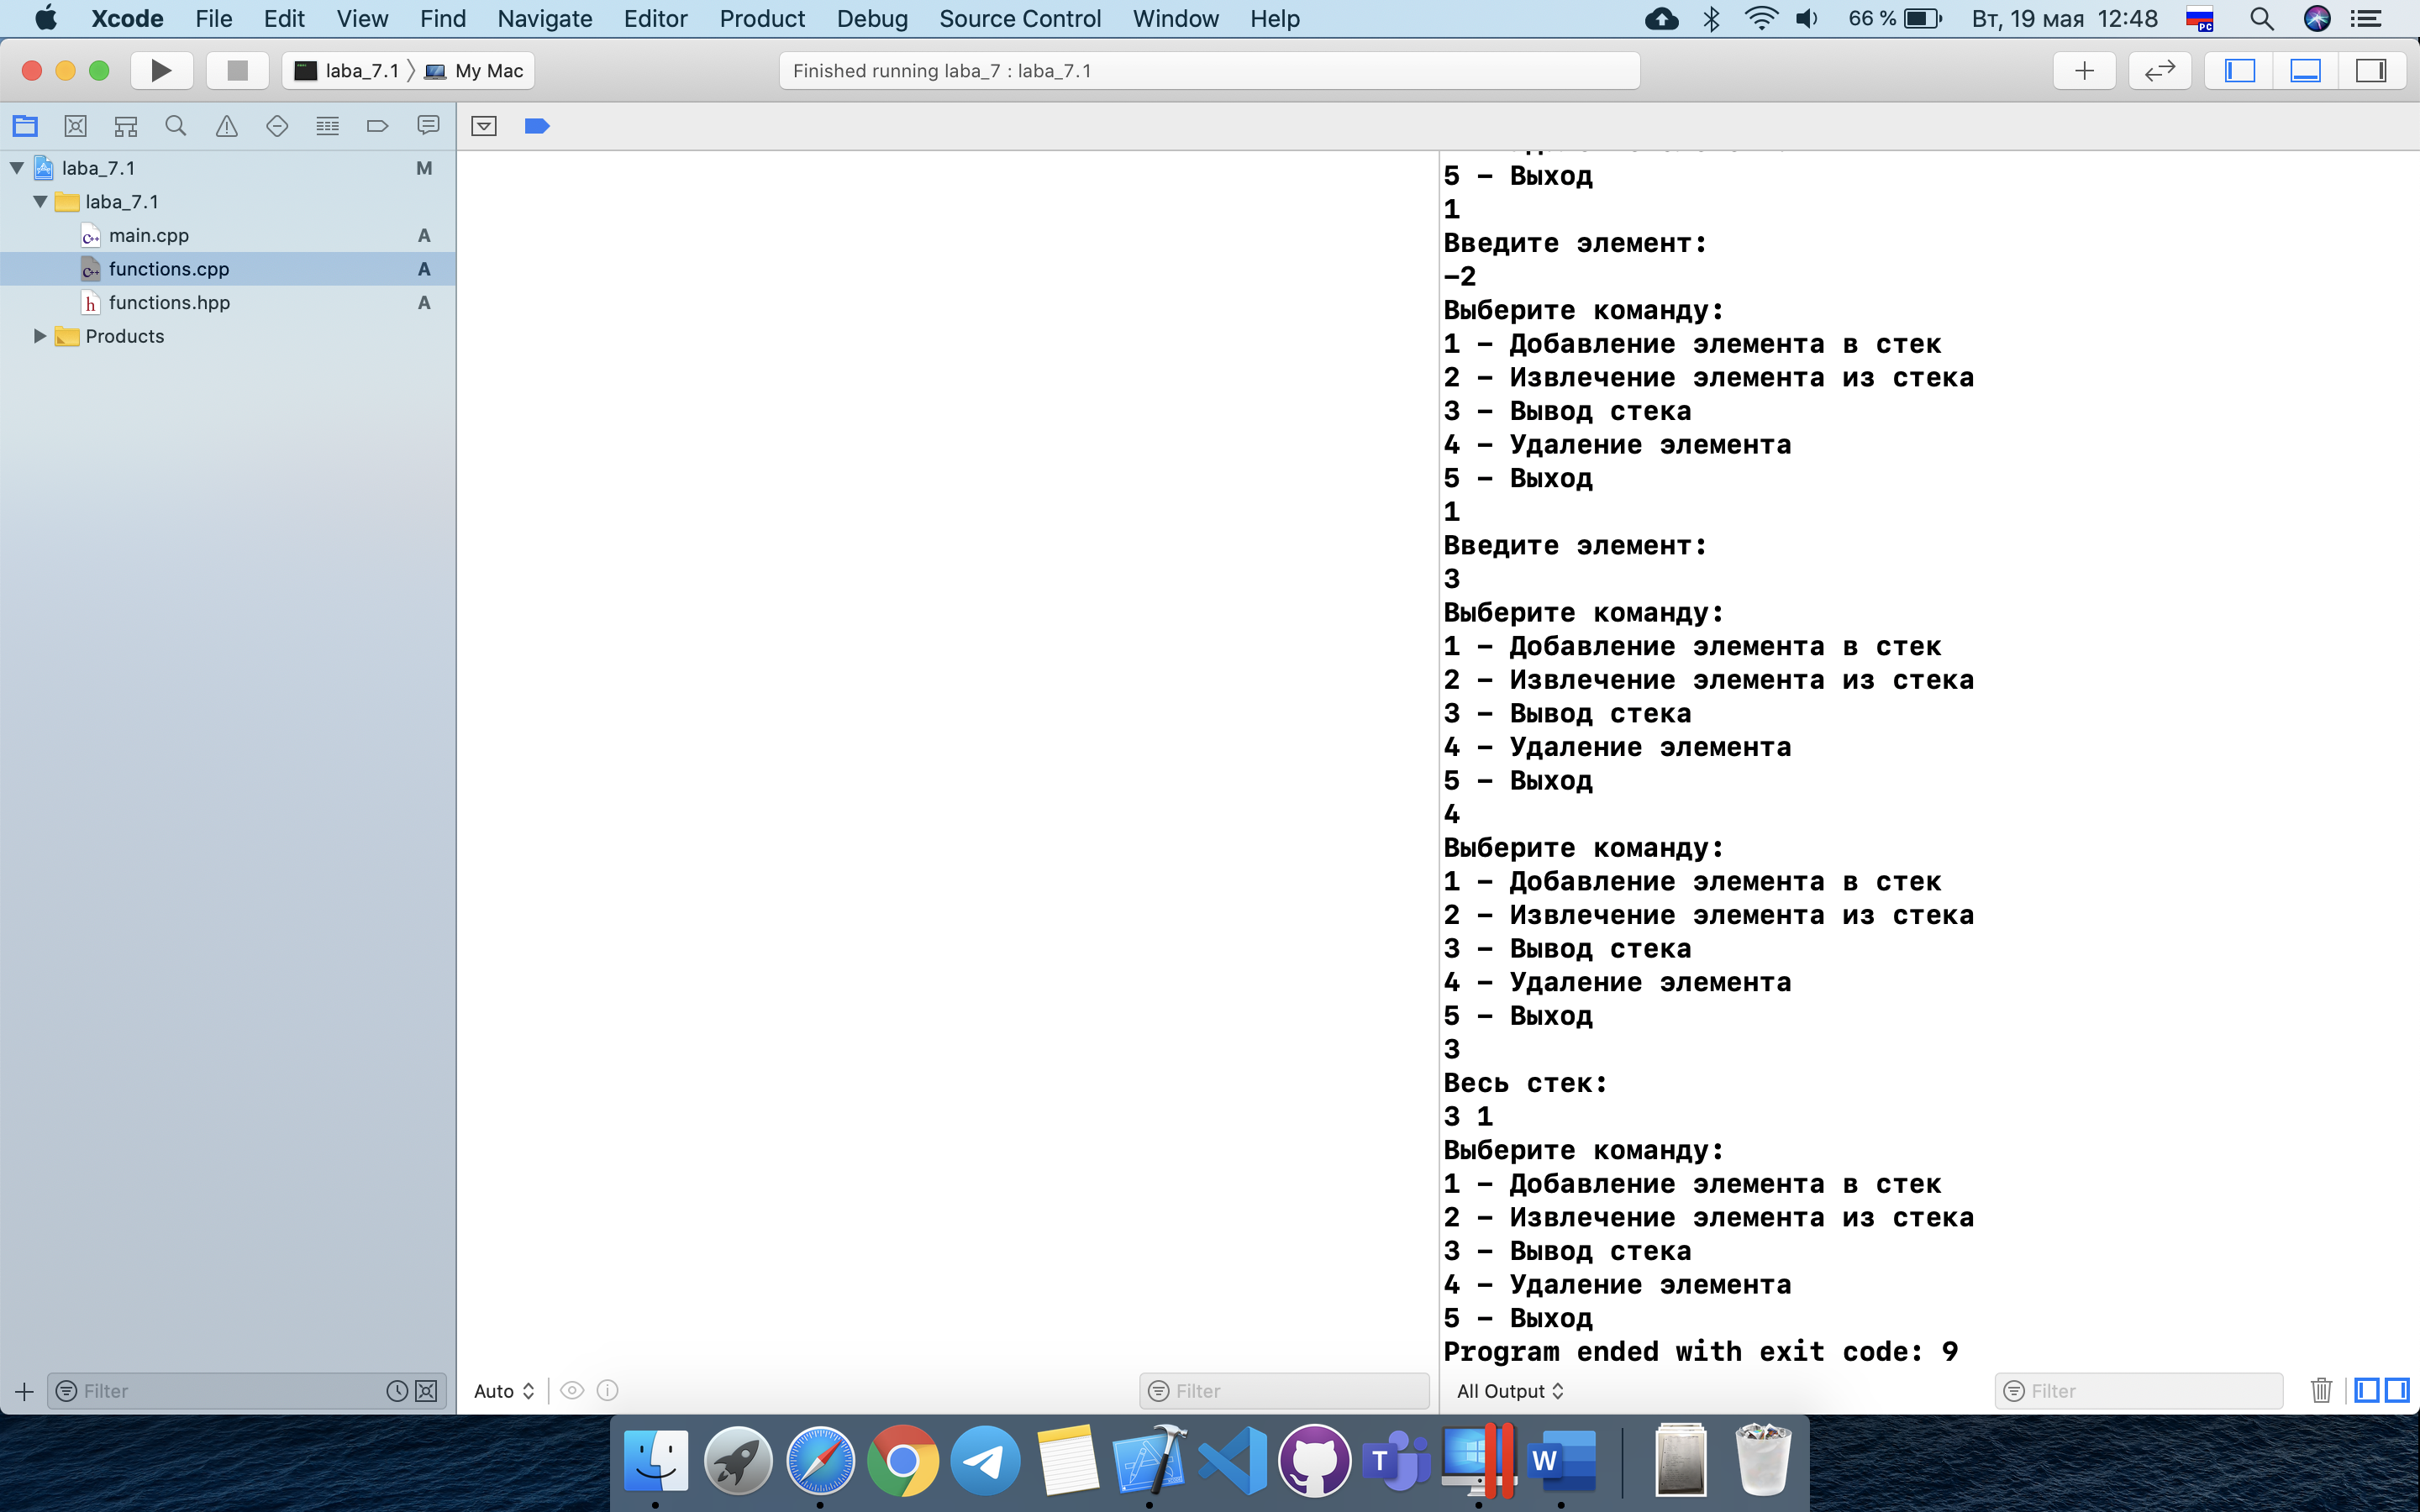 Xcode File Edit View Find Navigate Editor Product Debug Source Control Window Help 66 % Вт, 19 мая 12:48 PC
laba_7.1 My Mac Finished running laba_7 : laba_7.1
laba_7.1 M
laba_7.1
main.cpp A
functions.cpp A
functions.hpp A
Products
5 – Выход
1
Введите элемент:
–2
Выберите команду:
1 – Добавление элемента в стек
2 – Извлечение элемента из стека
3 – Вывод стека
4 – Удаление элемента
5 – Выход
1
Введите элемент:
3
Выберите команду:
1 – Добавление элемента в стек
2 – Извлечение элемента из стека
3 – Вывод стека
4 – Удаление элемента
5 – Выход
4
Выберите команду:
1 – Добавление элемента в стек
2 – Извлечение элемента из стека
3 – Вывод стека
4 – Удаление элемента
5 – Выход
3
Весь стек:
3 1
Выберите команду:
1 – Добавление элемента в стек
2 – Извлечение элемента из стека
3 – Вывод стека
4 – Удаление элемента
5 – Выход
Program ended with exit code: 9
Filter Auto Filter All Output Filter
T W